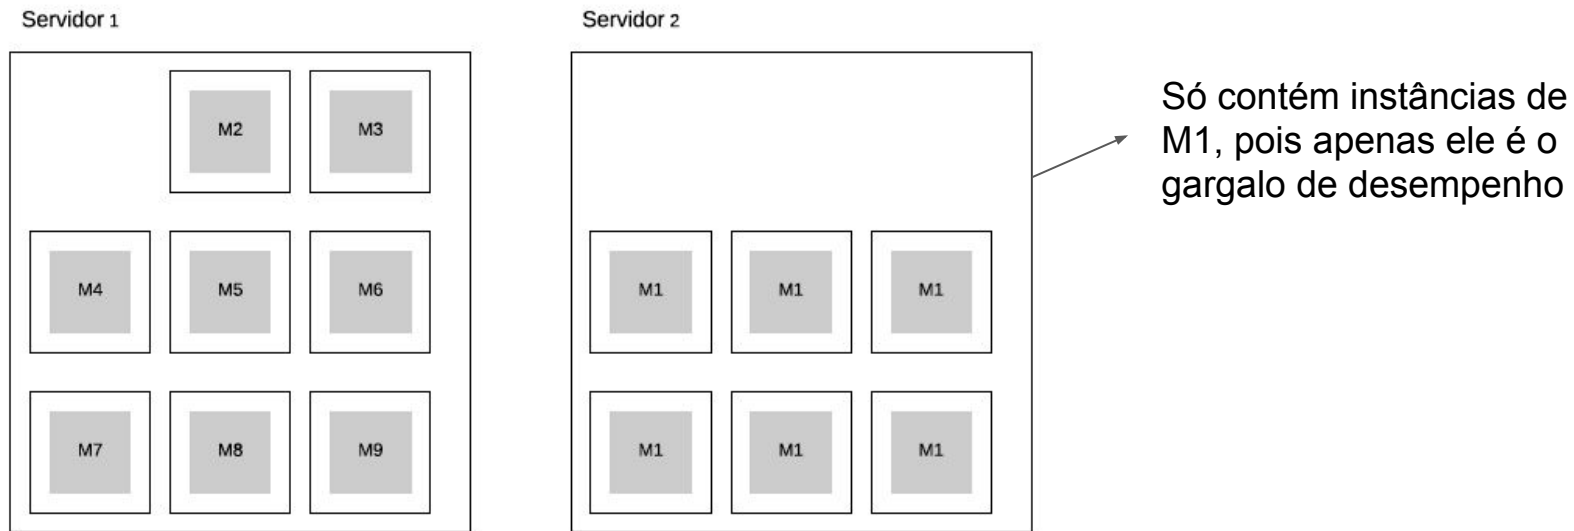 Servidor 1
Servidor 2
M2 M3
M4 M5 M6
M7 M8 M9
M1 M1 M1
M1 M1 M1
Só contém instâncias de
M1, pois apenas ele é o
gargalo de desempenho